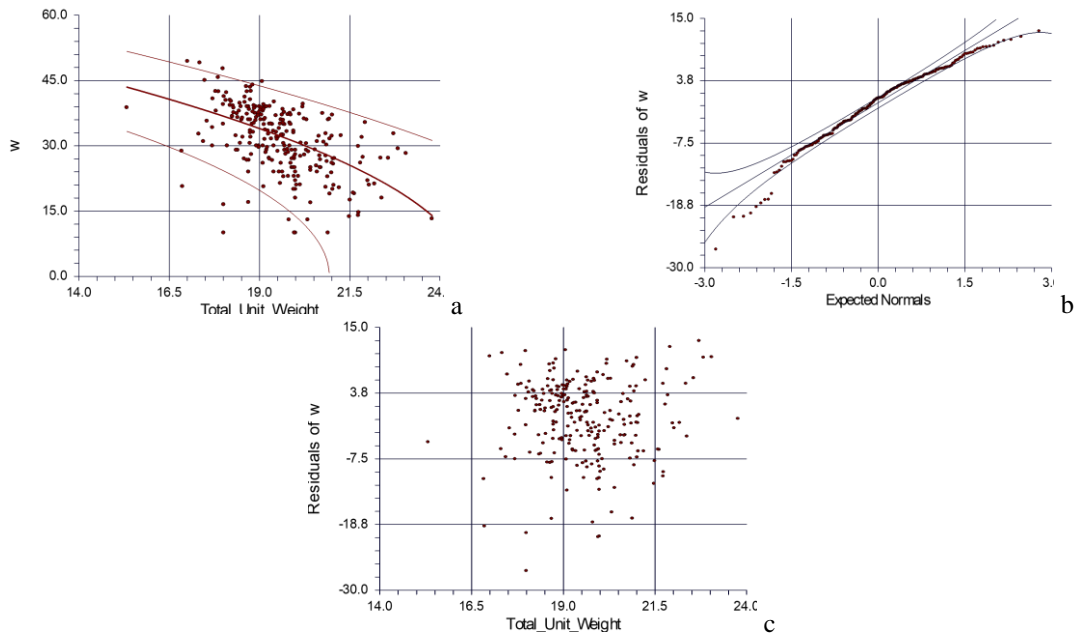 60.0
45.0
30.0
15.0
0.0
w
14.0 16.5 19.0 21.5 24.
Total_Unit_Weight
a
15.0
3.8
-7.5
-18.8
-30.0
Residuals of w
-3.0 -1.5 0.0 1.5 3.(
Expected Normals
b
15.0
3.8
-7.5
-18.8
-30.0
Residuals of w
14.0 16.5 19.0 21.5 24.0
Total_Unit_Weight
c